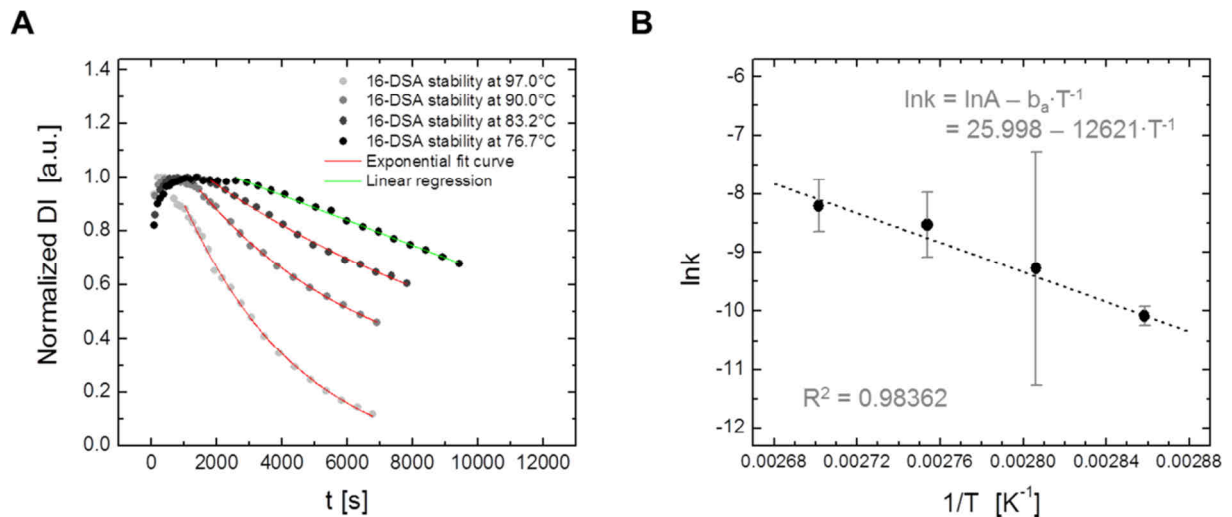 A
1.4
1.2
1.0
0.8
0.6
0.4
0.2
0.0
Normalized DI [a.u.]
16-DSA stability at 97.0°C
16-DSA stability at 90.0°C
16-DSA stability at 83.2°C
16-DSA stability at 76.7°C
Exponential fit curve
Linear regression
0 2000 4000 6000 8000 10000 12000
t [s]
B
-6
-7
-8
-9
-10
-11
-12
lnk
lnk = lnA – bₐ·T⁻¹
= 25.998 – 12621·T⁻¹
R² = 0.98362
0.00268 0.00272 0.00276 0.00280 0.00284 0.00288
1/T [K⁻¹]